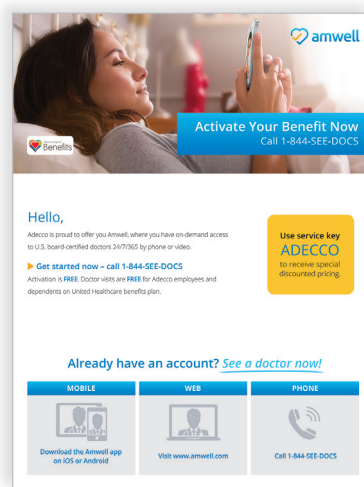 amwell
Activate Your Benefit Now
Call 1-844-SEE-DOCS
Benefits
Hello,
Adecco is proud to offer you Amwell, where you have on-demand access
to U.S. board-certified doctors 24/7/365 by phone or video.
Get started now – call 1-844-SEE-DOCS
Activation is FREE. Doctor visits are FREE for Adecco employees and
dependents on United Healthcare benefits plan.
Use service key
ADECCO
to receive special
discounted pricing.
Already have an account? See a doctor now!
MOBILE
Download the Amwell app
on iOS or Android
WEB
Visit www.amwell.com
PHONE
Call 1-844-SEE-DOCS